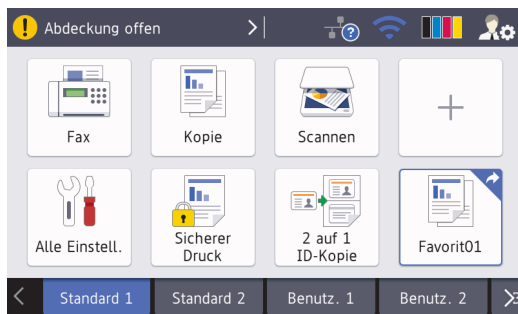 Abdeckung offen
Fax
Kopie
Scannen
Alle Einstell.
Sicherer
Druck
2 auf 1
ID-Kopie
Favorit01
Standard 1
Standard 2
Benutz. 1
Benutz. 2